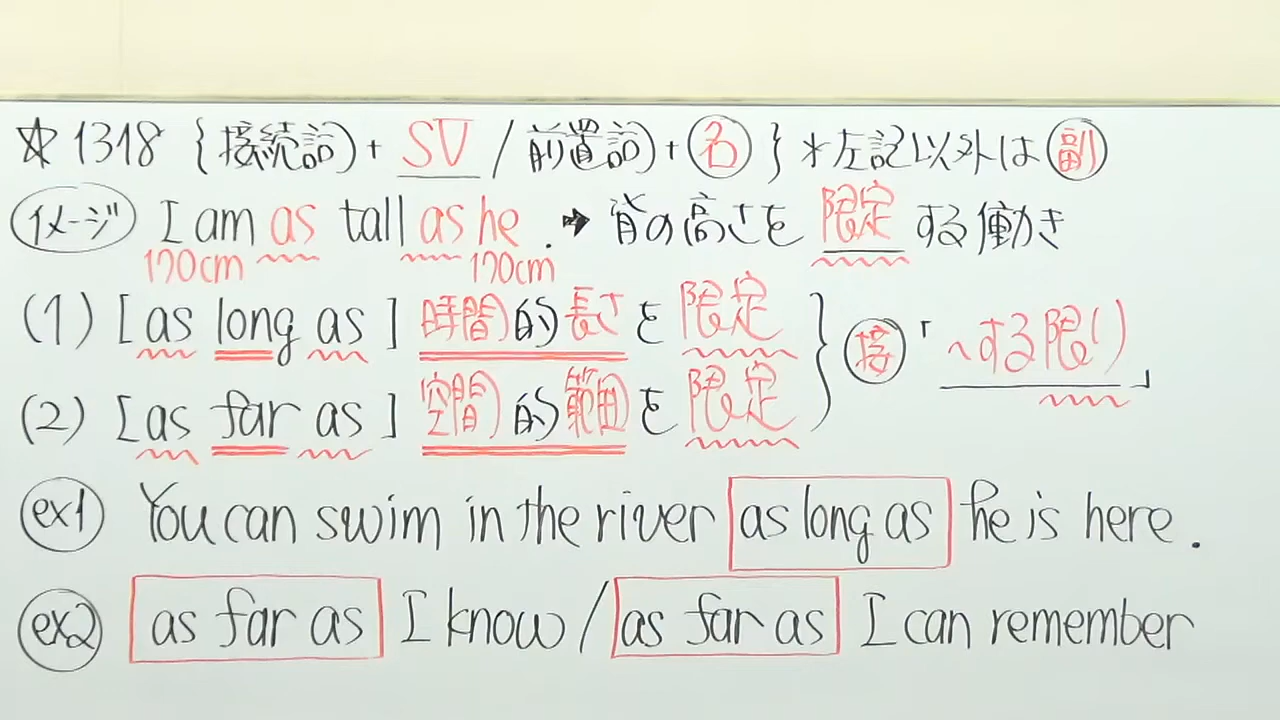 ☆ 1318 { 接続詞) + SV / 前置詞) + 名 } *左記以外は 副
イメージ I am as tall as he . → 背の高さを 限定 する働き
170cm 170cm
(1) [as long as] 時間的長さを限定 } 接 「~する限り」
(2) [as far as] 空間的範囲を限定
ex1 You can swim in the river as long as he is here.
ex2 as far as I know / as far as I can remember